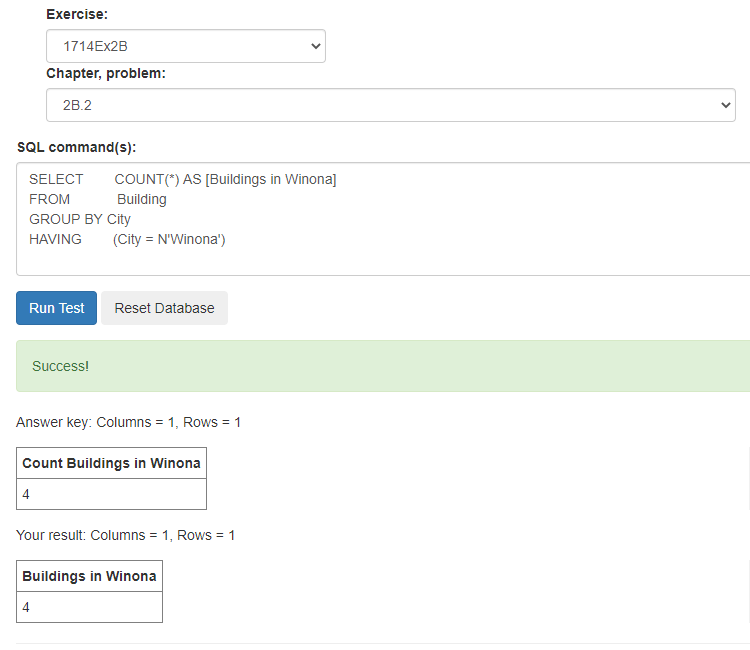 Exercise:
1714Ex2B
Chapter, problem:
2B.2
SQL command(s):
SELECT COUNT(*) AS [Buildings in Winona]
FROM Building
GROUP BY City
HAVING (City = N'Winona')
Run Test Reset Database
Success!
Answer key: Columns = 1, Rows = 1
Count Buildings in Winona
4
Your result: Columns = 1, Rows = 1
Buildings in Winona
4